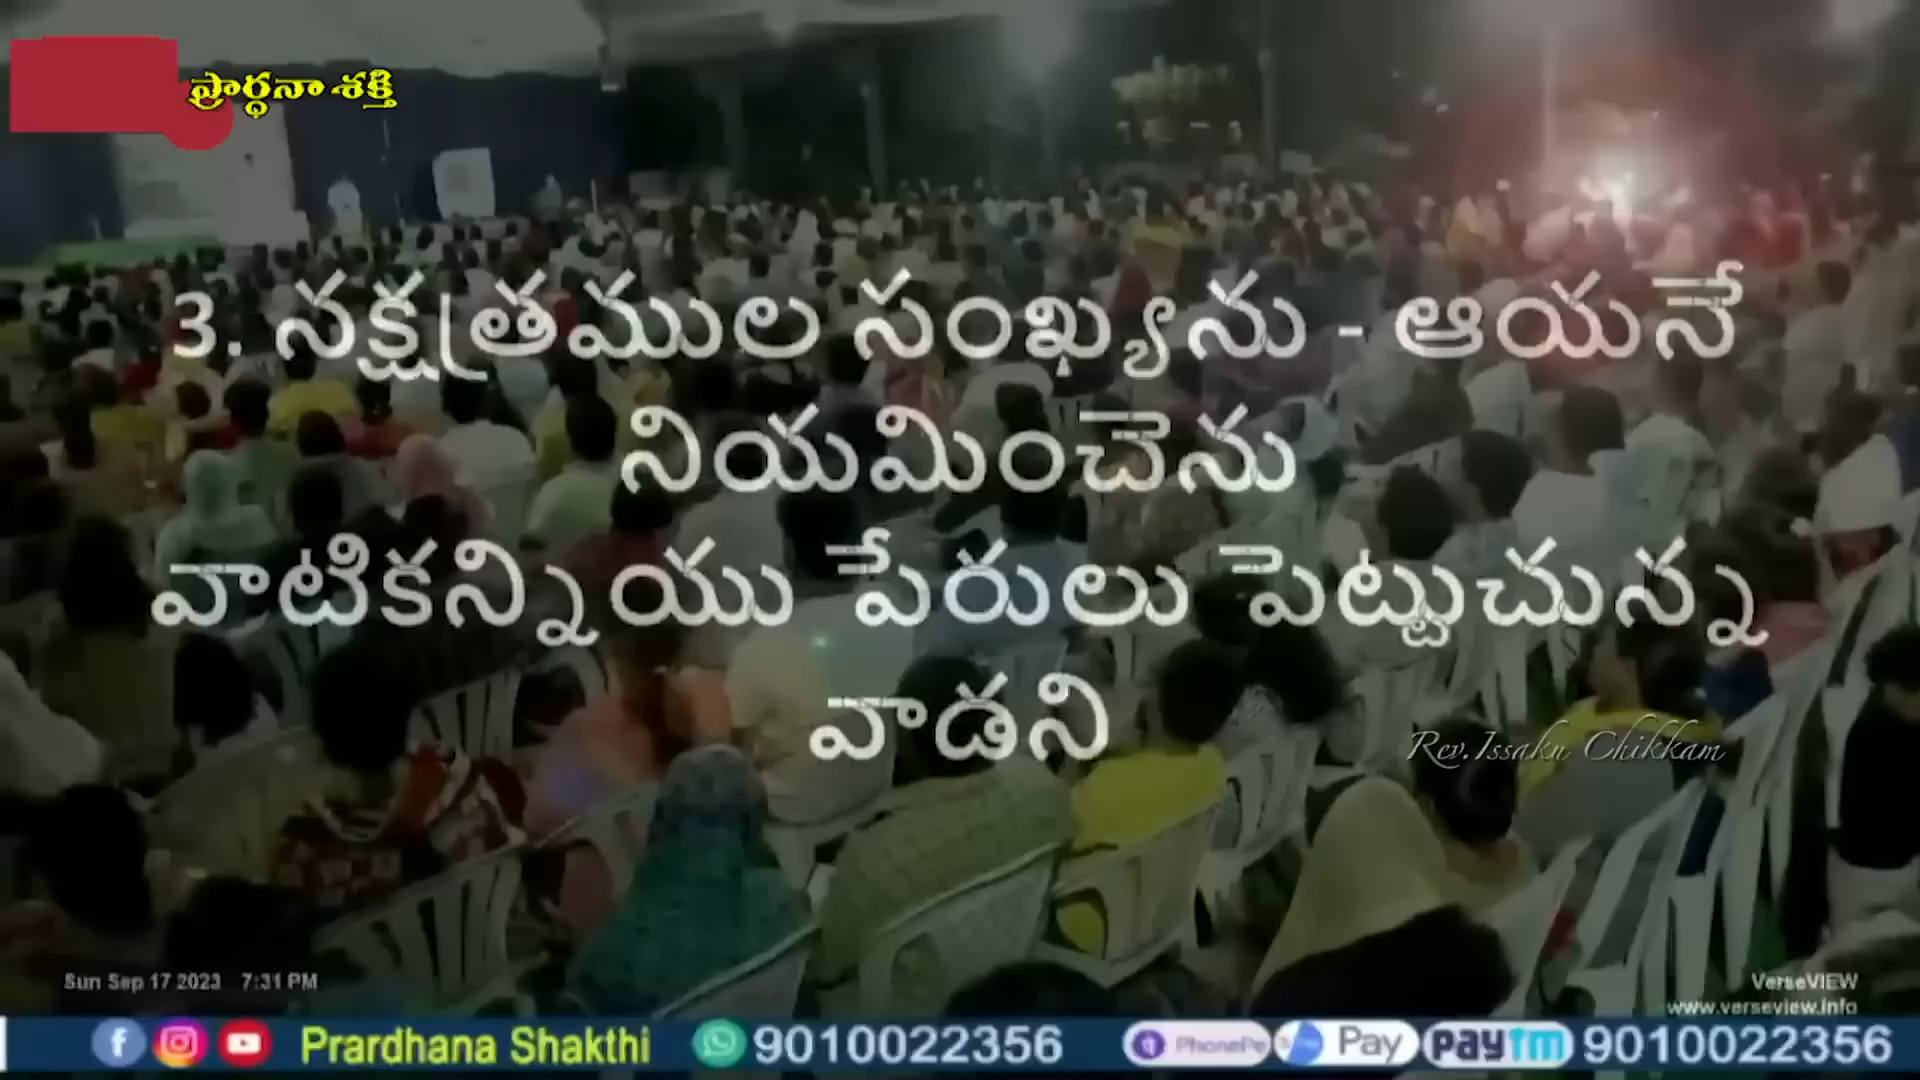 ప్రార్ధనా శక్తి
3. నక్షత్రముల సంఖ్యను - ఆయనే
నియమించెను
వాటికన్నియు పేరులు పెట్టుచున్న
వాడని
Rev.Issaku Chikkam
Sun Sep 17 2023 7:31 PM
VerseVIEW
www.verseview.info
Prardhana Shakthi 9010022356 PhonePe Pay paytm 9010022356